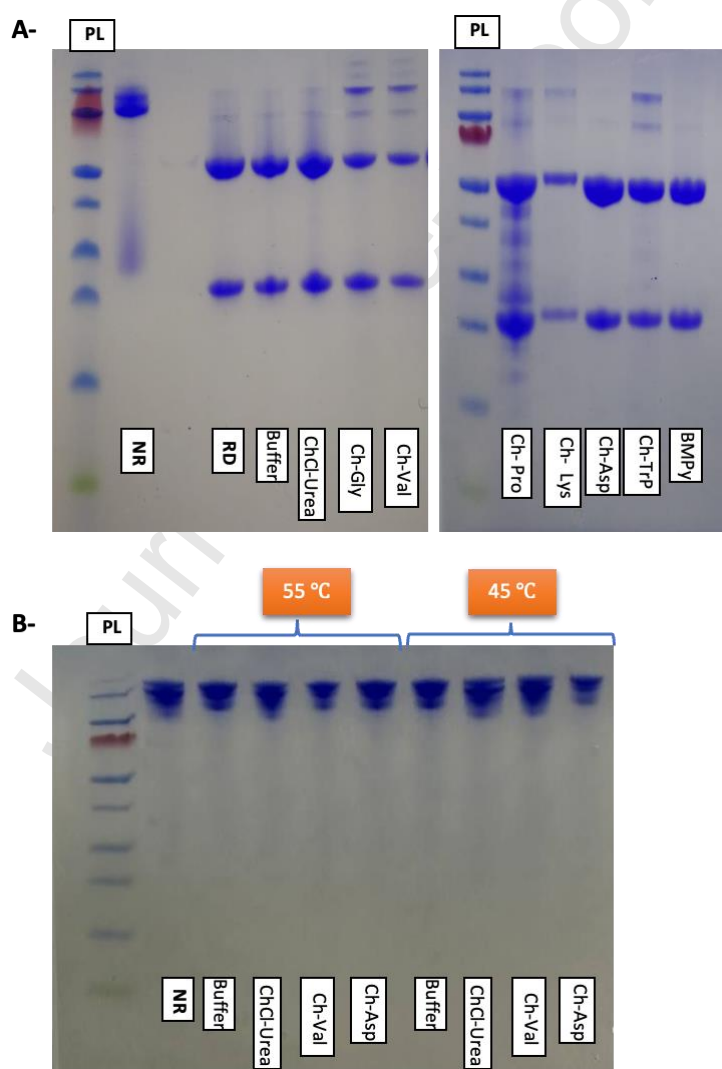 A-
PL
PL
NR
RD
Buffer
ChCl-Urea
Ch-Gly
Ch-Val
Ch-Pro
Ch- Lys
Ch-Asp
Ch-TrP
BMPy
55 °C
45 °C
B-
PL
NR
Buffer
ChCl-Urea
Ch-Val
Ch-Asp
Buffer
ChCl-Urea
Ch-Val
Ch-Asp